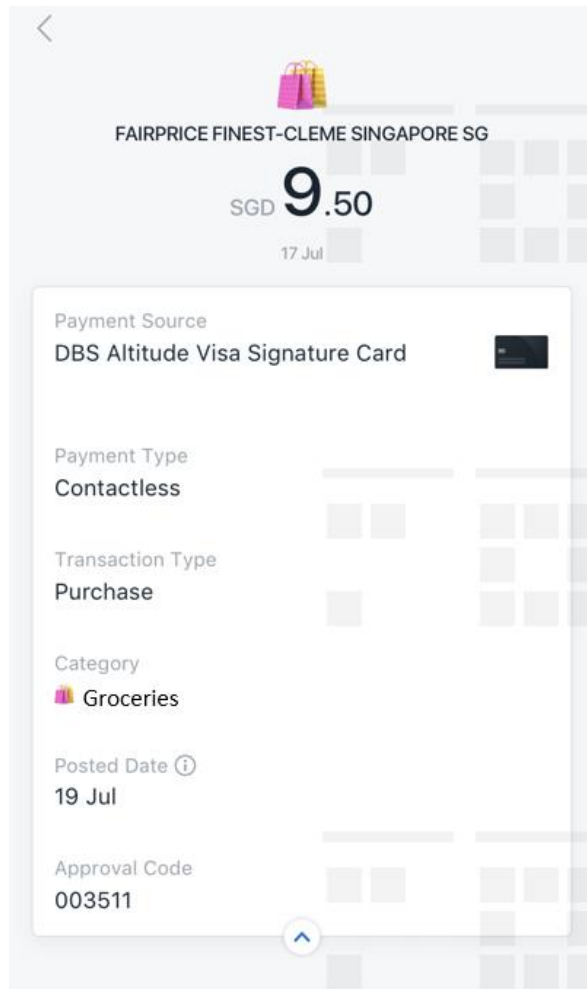 FAIRPRICE FINEST-CLEME SINGAPORE SG
SGD 9.50
17 Jul
Payment Source
DBS Altitude Visa Signature Card
Payment Type
Contactless
Transaction Type
Purchase
Category
Groceries
Posted Date
19 Jul
Approval Code
003511